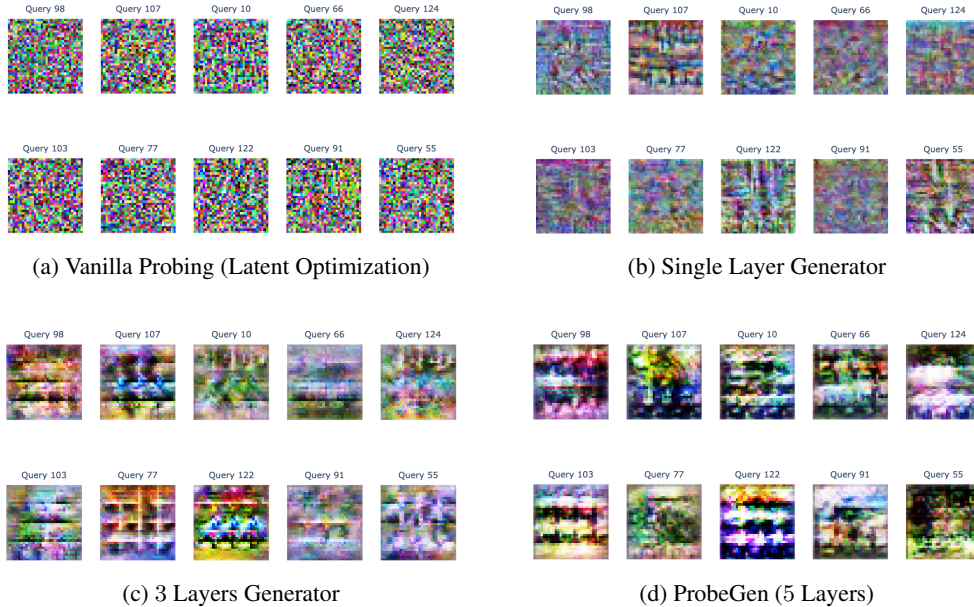 Query 98 Query 107 Query 10 Query 66 Query 124
Query 103 Query 77 Query 122 Query 91 Query 55
(a) Vanilla Probing (Latent Optimization)
Query 98 Query 107 Query 10 Query 66 Query 124
Query 103 Query 77 Query 122 Query 91 Query 55
(b) Single Layer Generator
Query 98 Query 107 Query 10 Query 66 Query 124
Query 103 Query 77 Query 122 Query 91 Query 55
(c) 3 Layers Generator
Query 98 Query 107 Query 10 Query 66 Query 124
Query 103 Query 77 Query 122 Query 91 Query 55
(d) ProbeGen (5 Layers)